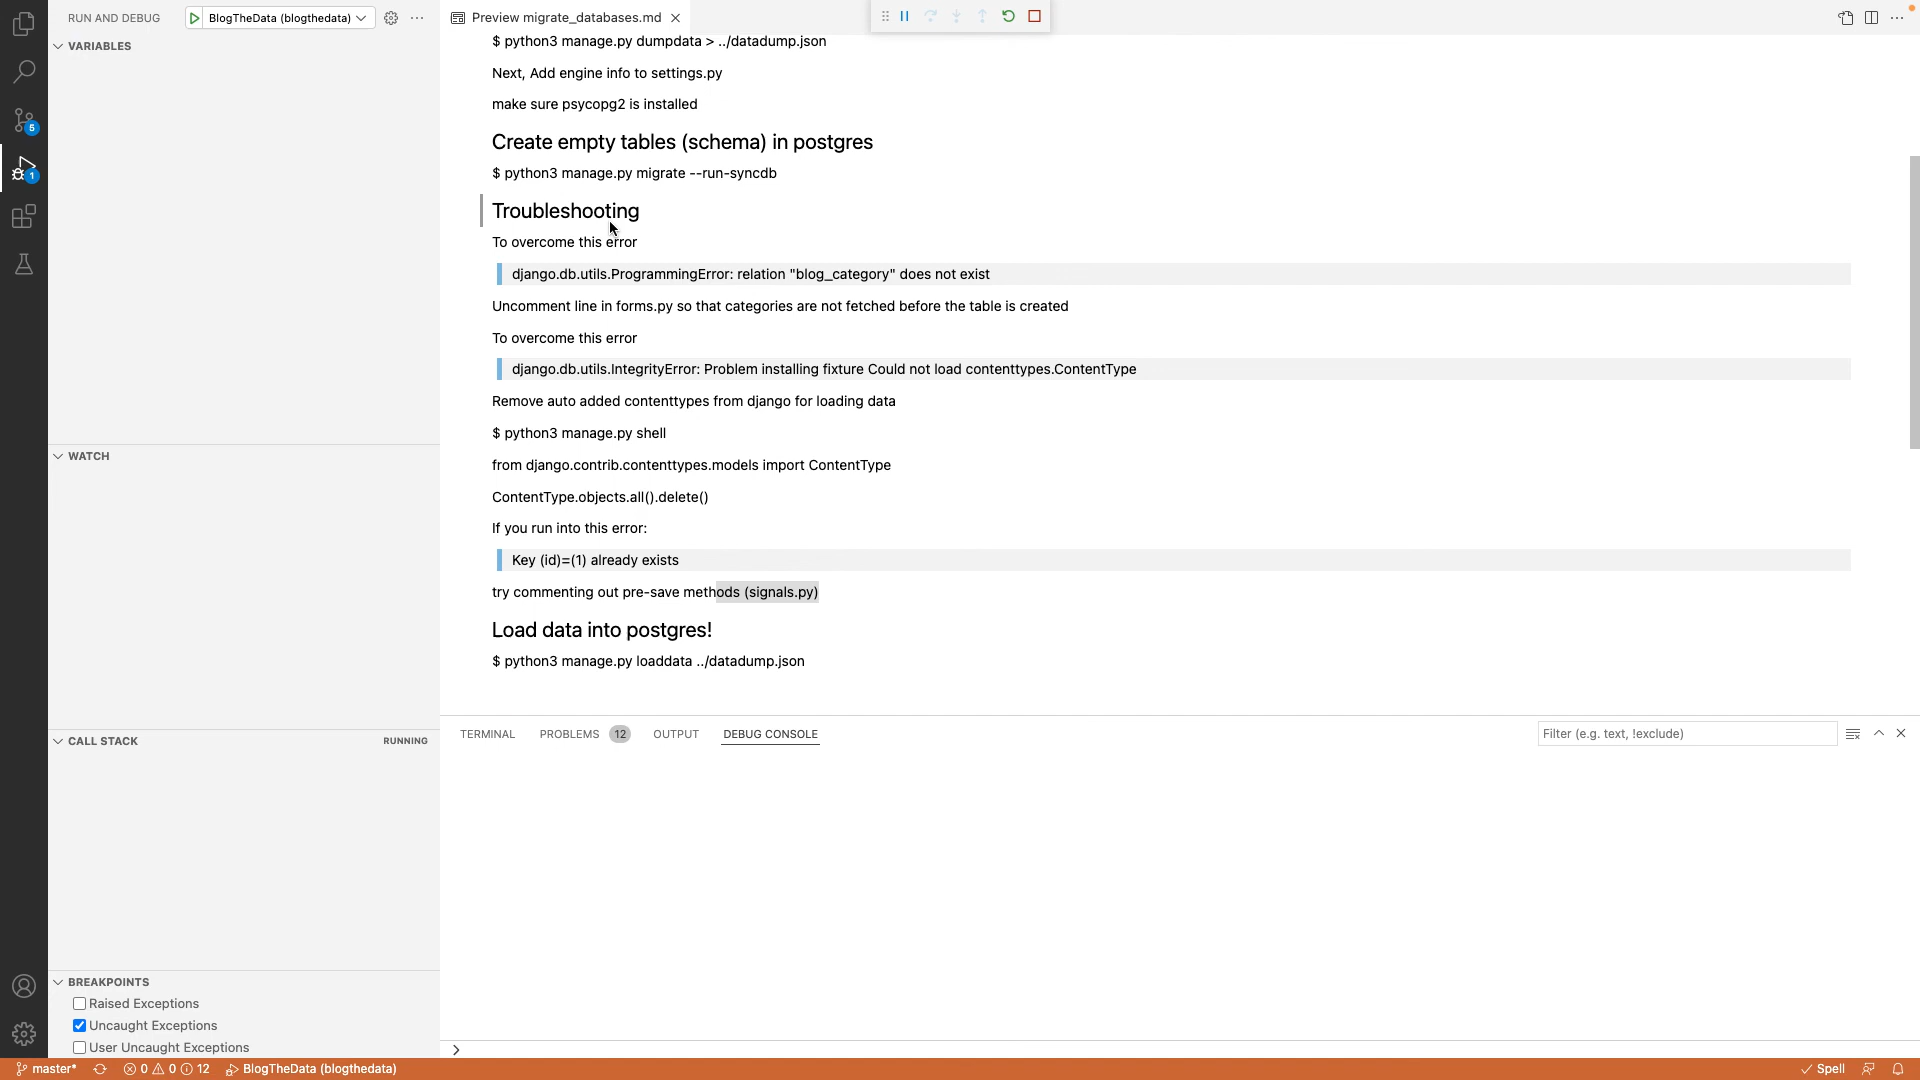 RUN AND DEBUG
BlogTheData (blogthedata)
Preview migrate_databases.md
VARIABLES
$ python3 manage.py dumpdata > ../datadump.json
Next, Add engine info to settings.py
5
make sure psycopg2 is installed
Create empty tables (schema) in postgres
1
$ python3 manage.py migrate --run-syncdb
Troubleshooting
To overcome this error
django.db.utils.ProgrammingError: relation "blog_category" does not exist
Uncomment line in forms.py so that categories are not fetched before the table is created
To overcome this error
django.db.utils.IntegrityError: Problem installing fixture Could not load contenttypes.ContentType
Remove auto added contenttypes from django for loading data
$ python3 manage.py shell
WATCH
from django.contrib.contenttypes.models import ContentType
ContentType.objects.all().delete()
If you run into this error:
Key (id)=(1) already exists
try commenting out pre-save methods (signals.py)
Load data into postgres!
$ python3 manage.py loaddata ../datadump.json
CALL STACK RUNNING
TERMINAL PROBLEMS 12 OUTPUT DEBUG CONSOLE Filter (e.g. text, !exclude)
BREAKPOINTS
Raised Exceptions
Uncaught Exceptions
User Uncaught Exceptions
master* 0 0 12 BlogTheData (blogthedata) Spell